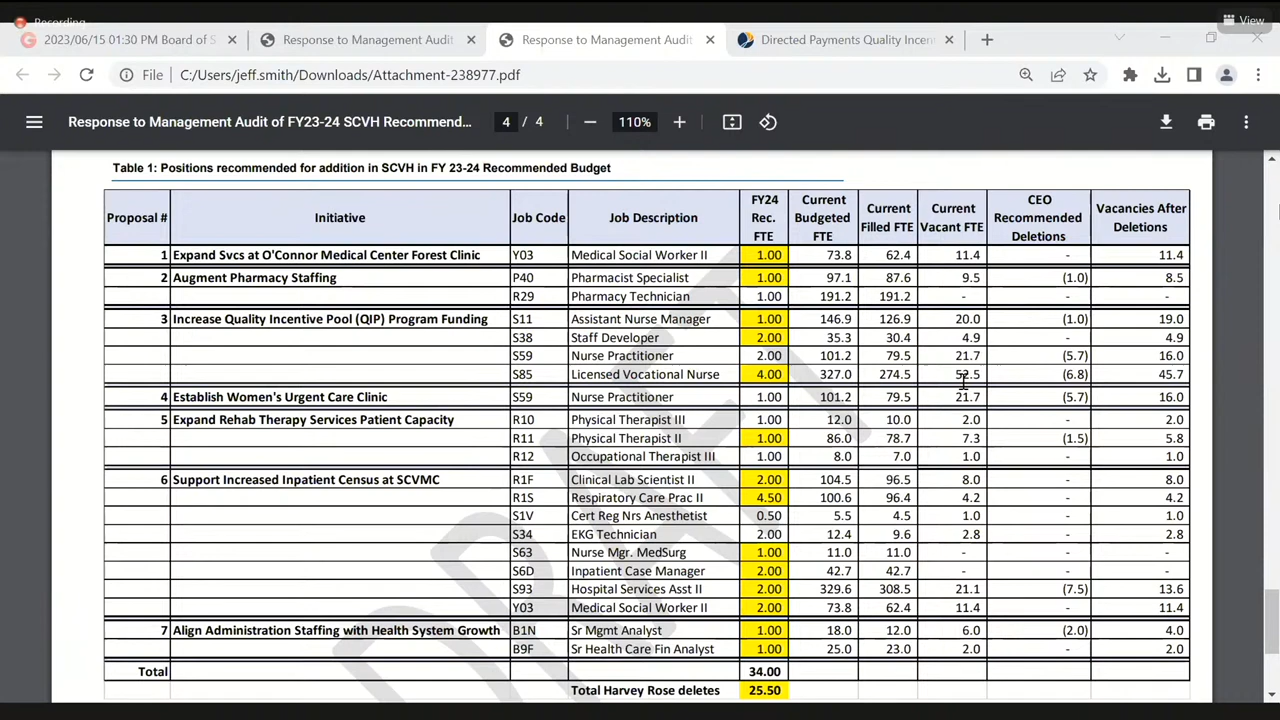 Recording
View
2023/06/15 01:30 PM Board of S
Response to Management Audit
Response to Management Audit
Directed Payments Quality Incen
File C:/Users/jeff.smith/Downloads/Attachment-238977.pdf
Response to Management Audit of FY23-24 SCVH Recommend... 4 / 4 110%
Table 1: Positions recommended for addition in SCVH in FY 23-24 Recommended Budget
Proposal # Initiative Job Code Job Description FY24 Rec. FTE Current Budgeted FTE Current Filled FTE Current Vacant FTE CEO Recommended Deletions Vacancies After Deletions
1 Expand Svcs at O'Connor Medical Center Forest Clinic Y03 Medical Social Worker II 1.00 73.8 62.4 11.4 - 11.4
2 Augment Pharmacy Staffing P40 Pharmacist Specialist 1.00 97.1 87.6 9.5 (1.0) 8.5
R29 Pharmacy Technician 1.00 191.2 191.2 - - -
3 Increase Quality Incentive Pool (QIP) Program Funding S11 Assistant Nurse Manager 1.00 146.9 126.9 20.0 (1.0) 19.0
S38 Staff Developer 2.00 35.3 30.4 4.9 - 4.9
S59 Nurse Practitioner 2.00 101.2 79.5 21.7 (5.7) 16.0
S85 Licensed Vocational Nurse 4.00 327.0 274.5 52.5 (6.8) 45.7
4 Establish Women's Urgent Care Clinic S59 Nurse Practitioner 1.00 101.2 79.5 21.7 (5.7) 16.0
5 Expand Rehab Therapy Services Patient Capacity R10 Physical Therapist III 1.00 12.0 10.0 2.0 - 2.0
R11 Physical Therapist II 1.00 86.0 78.7 7.3 (1.5) 5.8
R12 Occupational Therapist III 1.00 8.0 7.0 1.0 - 1.0
6 Support Increased Inpatient Census at SCVMC R1F Clinical Lab Scientist II 2.00 104.5 96.5 8.0 - 8.0
R1S Respiratory Care Prac II 4.50 100.6 96.4 4.2 - 4.2
S1V Cert Reg Nrs Anesthetist 0.50 5.5 4.5 1.0 - 1.0
S34 EKG Technician 2.00 12.4 9.6 2.8 - 2.8
S63 Nurse Mgr. MedSurg 1.00 11.0 11.0 - - -
S6D Inpatient Case Manager 2.00 42.7 42.7 - - -
S93 Hospital Services Asst II 2.00 329.6 308.5 21.1 (7.5) 13.6
Y03 Medical Social Worker II 2.00 73.8 62.4 11.4 - 11.4
7 Align Administration Staffing with Health System Growth B1N Sr Mgmt Analyst 1.00 18.0 12.0 6.0 (2.0) 4.0
B9F Sr Health Care Fin Analyst 1.00 25.0 23.0 2.0 - 2.0
Total 34.00
Total Harvey Rose deletes 25.50
DRAFT